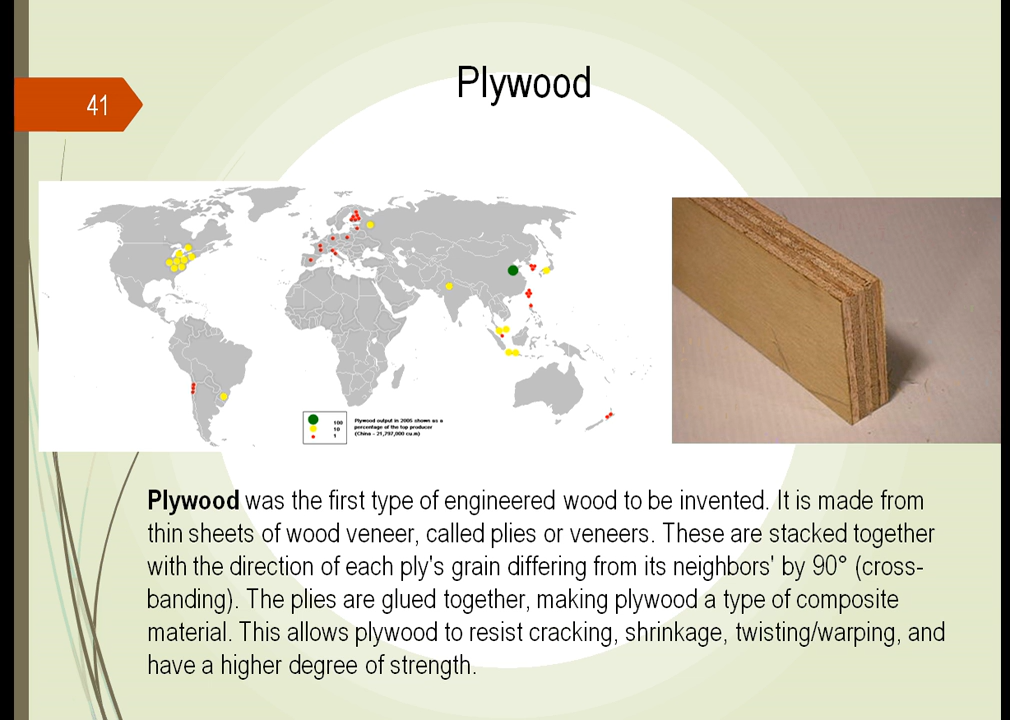 Plywood
41
100
10
1
Plywood output in 2005 shown as a
percentage of the top producer
(China - 21,797,000 cu.m)
Plywood was the first type of engineered wood to be invented. It is made from
thin sheets of wood veneer, called plies or veneers. These are stacked together
with the direction of each ply's grain differing from its neighbors' by 90° (cross-
banding). The plies are glued together, making plywood a type of composite
material. This allows plywood to resist cracking, shrinkage, twisting/warping, and
have a higher degree of strength.